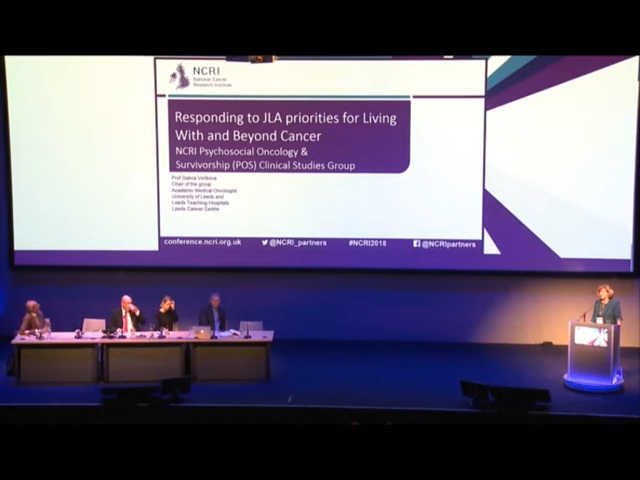 NCRI
National Cancer
Research Institute
Responding to JLA priorities for Living
With and Beyond Cancer
NCRI Psychosocial Oncology &
Survivorship (POS) Clinical Studies Group
Prof Galina Velikova
Chair of the group
Academic Medical Oncologist
University of Leeds and
Leeds Teaching Hospitals
Leeds Cancer Centre
conference.ncri.org.uk @NCRI_partners #NCRI2018 @NCRIpartners